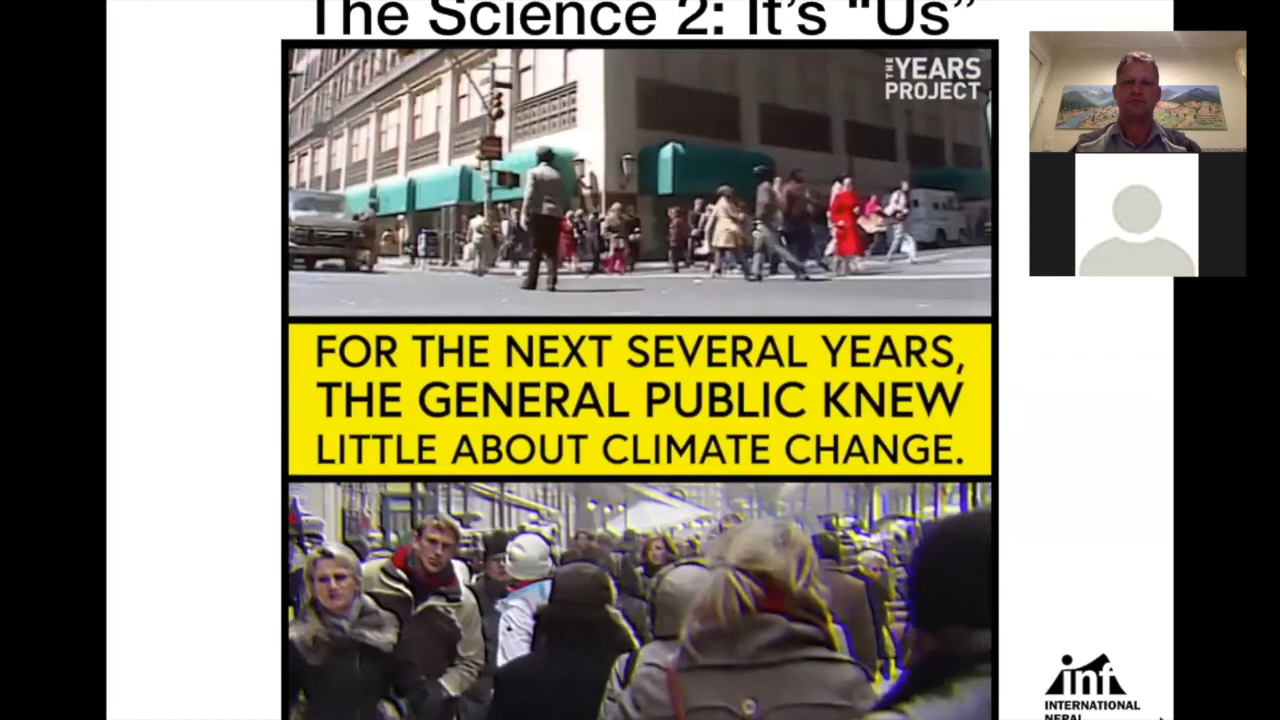 The Science 2: It's "Us"
THE YEARS
PROJECT
FOR THE NEXT SEVERAL YEARS,
THE GENERAL PUBLIC KNEW
LITTLE ABOUT CLIMATE CHANGE.
inf
INTERNATIONAL
NEPAL